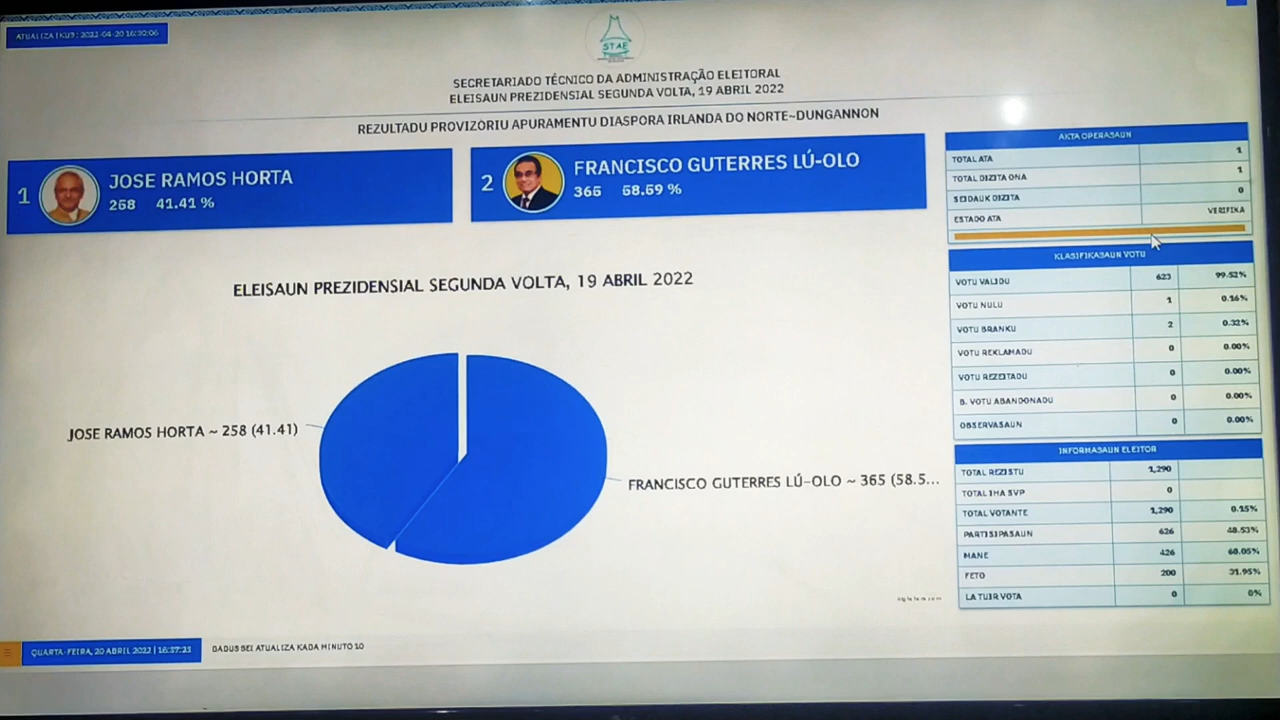 ATUALIZA IKUS : 2022-04-20 16:30:06
STAE
SECRETARIADO TÉCNICO DA ADMINISTRAÇÃO ELEITORAL
ELEISAUN PREZIDENSIAL SEGUNDA VOLTA, 19 ABRIL 2022
REZULTADU PROVIZÓRIU APURAMENTU DIASPORA IRLANDA DO NORTE~DUNGANNON
1
JOSE RAMOS HORTA
258 41.41 %
2
FRANCISCO GUTERRES LÚ-OLO
365 58.59 %
ELEISAUN PREZIDENSIAL SEGUNDA VOLTA, 19 ABRIL 2022
JOSE RAMOS HORTA ~ 258 (41.41)
FRANCISCO GUTERRES LÚ-OLO ~ 365 (58.5...
AKTA OPERASAUN
TOTAL ATA 1
TOTAL DIZITA ONA 1
SEIDAUK DIZITA 0
ESTADO ATA VERIFIKA
KLASIFIKASAUN VOTU
VOTU VALIDU 623 99.52%
VOTU NULU 1 0.16%
VOTU BRANKU 2 0.32%
VOTU REKLAMADU 0 0.00%
VOTU REZEITADU 0 0.00%
B. VOTU ABANDONADU 0 0.00%
OBSERVASAUN 0 0.00%
INFORMASAUN ELEITOR
TOTAL REZISTU 1,290
TOTAL IHA SVP 0
TOTAL VOTANTE 1,290 0.15%
PARTISIPASAUN 626 48.53%
MANE 426 68.05%
FETO 200 31.95%
LA TUIR VOTA 0 0%
QUARTA-FEIRA, 20 ABRIL 2022 | 16:37:23
DADUS SEI ATUALIZA KADA MINUTO 10